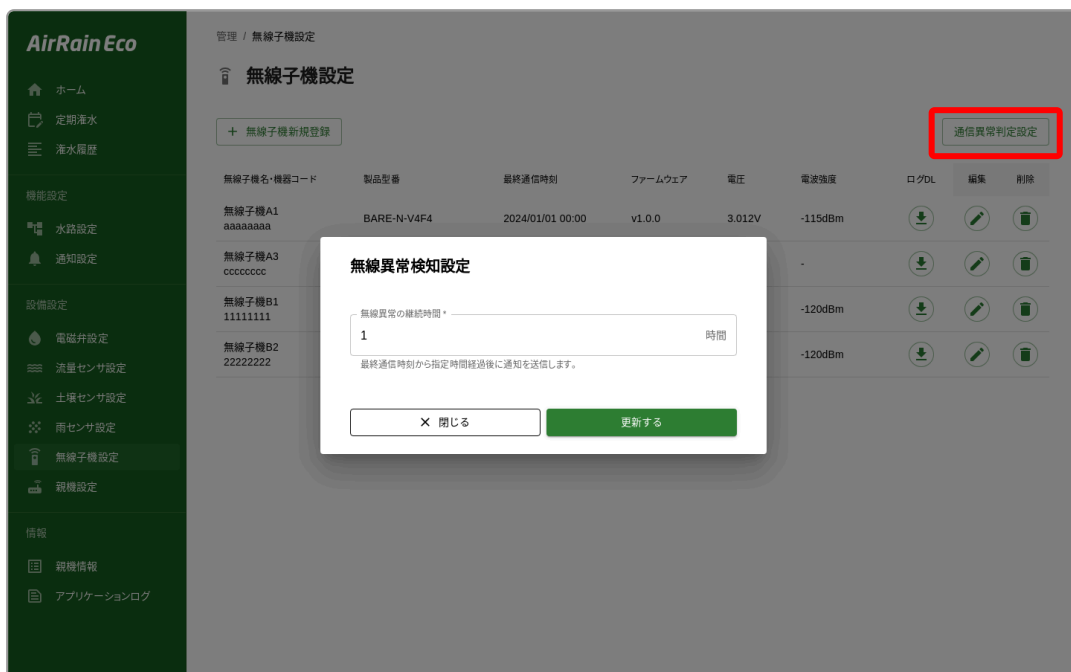 AirRain Eco
ホーム
定期潅水
潅水履歴
機能設定
水路設定
通知設定
設備設定
電磁弁設定
流量センサ設定
土壌センサ設定
雨センサ設定
無線子機設定
親機設定
情報
親機情報
アプリケーションログ
管理 / 無線子機設定
無線子機設定
+ 無線子機新規登録
通信異常判定設定
無線子機名・機器コード 製品型番 最終通信時刻 ファームウェア 電圧 電波強度 ログDL 編集 削除
無線子機A1
aaaaaaaa
BARE-N-V4F4 2024/01/01 00:00 v1.0.0 3.012V -115dBm
無線子機A3
cccccccc
-
無線子機B1
11111111
-120dBm
無線子機B2
22222222
-120dBm
無線異常検知設定
無線異常の継続時間 *
1 時間
最終通信時刻から指定時間経過後に通知を送信します。
× 閉じる
更新する